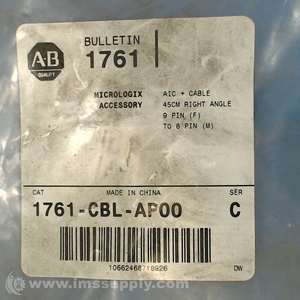 AB
QUALITY
BULLETIN
1761
MICROLOGIX
ACCESSORY
AIC + CABLE
45CM RIGHT ANGLE
9 PIN (F)
TO 8 PIN (M)
CAT
MADE IN CHINA
SER
1761-CBL-AP00
C
10662468718926
DW
www.imssupply.com